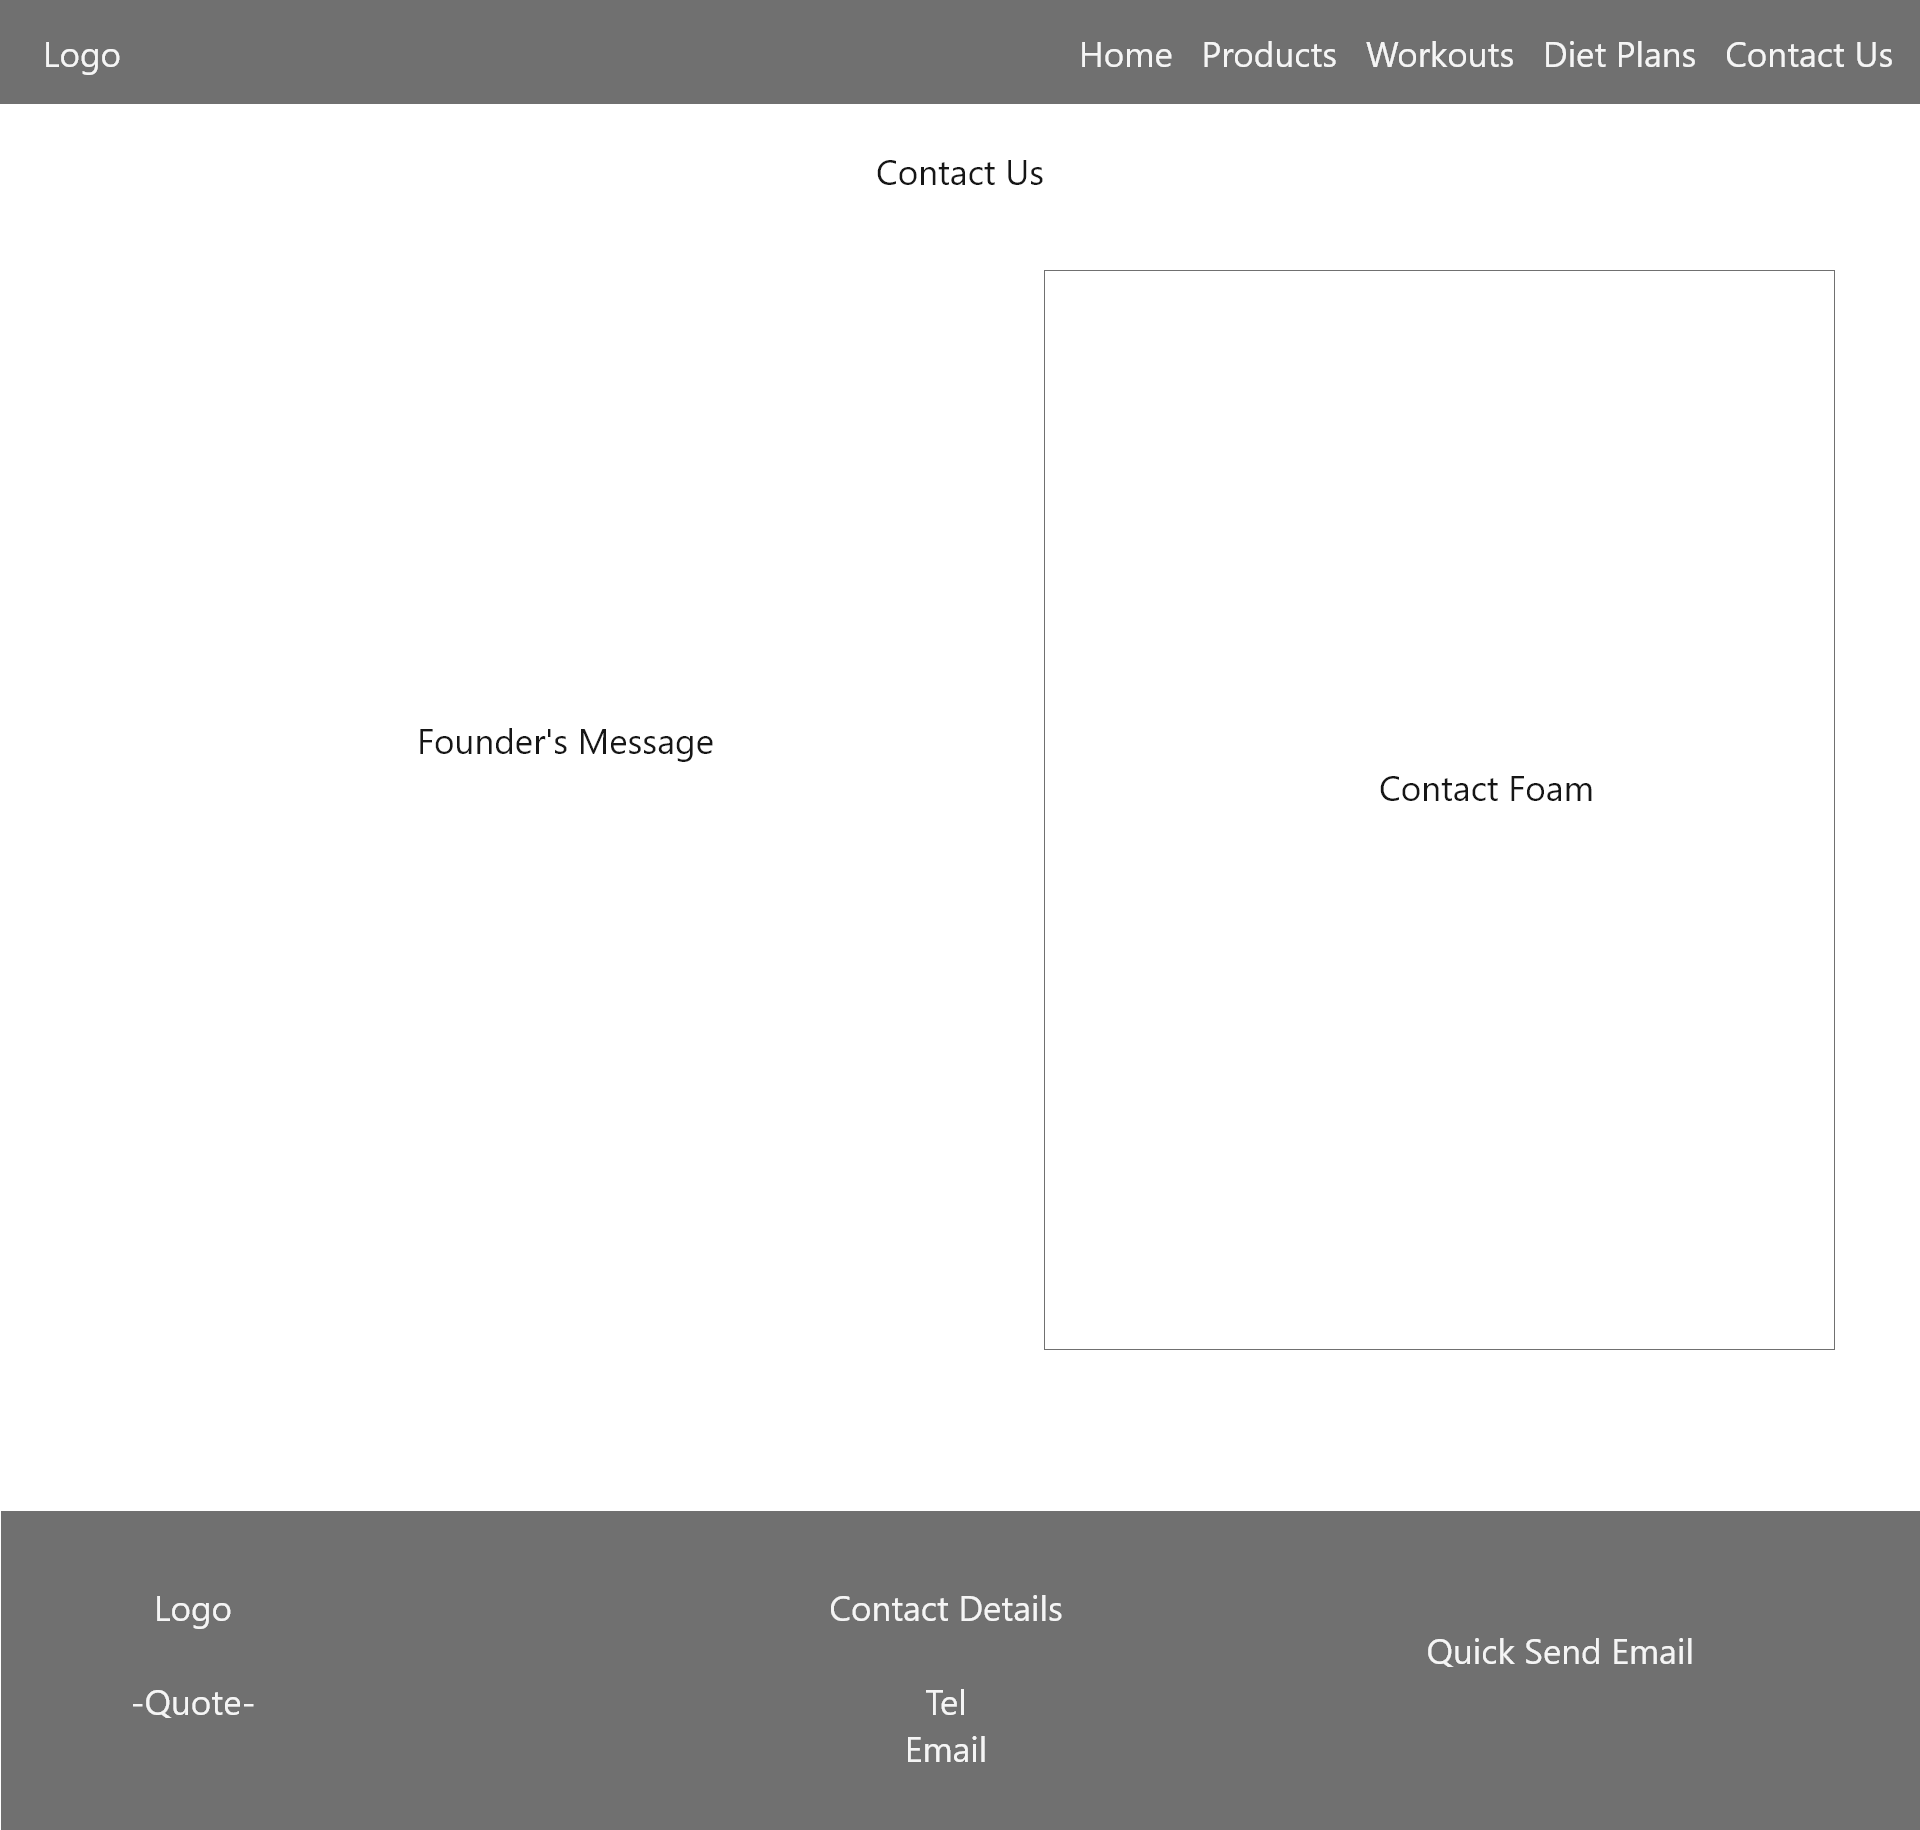 Logo Home Products Workouts Diet Plans Contact Us
Contact Us
Founder's Message
Contact Foam
Logo
-Quote-
Contact Details
Tel
Email
Quick Send Email